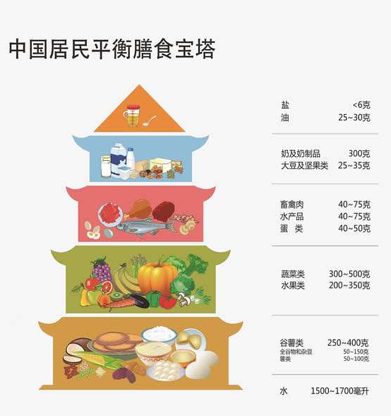 中国居民平衡膳食宝塔
盐 <6克
油 25~30克
奶及奶制品 300克
大豆及坚果类 25~35克
畜禽肉 40~75克
水产品 40~75克
蛋 类 40~50克
蔬菜类 300~500克
水果类 200~350克
谷薯类 250~400克
全谷物和杂豆 50~150克
薯类 50~100克
水 1500~1700毫升